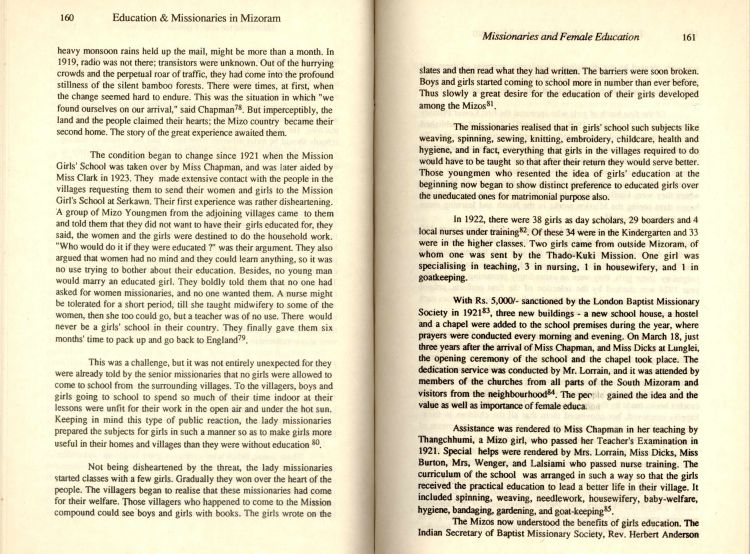 160 Education & Missionaries in Mizoram
heavy monsoon rains held up the mail, might be more than a month. In
1919, radio was not there; transistors were unknown. Out of the hurrying
crowds and the perpetual roar of traffic, they had come into the profound
stillness of the silent bamboo forests. There were times, at first, when
the change seemed hard to endure. This was the situation in which "we
found ourselves on our arrival," said Chapman78. But imperceptibly, the
land and the people claimed their hearts; the Mizo country became their
second home. The story of the great experience awaited them.
The condition began to change since 1921 when the Mission
Girls' School was taken over by Miss Chapman, and was later aided by
Miss Clark in 1923. They made extensive contact with the people in the
villages requesting them to send their women and girls to the Mission
Girl's School at Serkawn. Their first experience was rather disheartening.
A group of Mizo Youngmen from the adjoining villages came to them
and told them that they did not want to have their girls educated for, they
said, the women and the girls were destined to do the household work.
"Who would do it if they were educated ?" was their argument. They also
argued that women had no mind and they could learn anything, so it was
no use trying to bother about their education. Besides, no young man
would marry an educated girl. They boldly told them that no one had
asked for women missionaries, and no one wanted them. A nurse might
be tolerated for a short period, till she taught midwifery to some of the
women, then she too could go, but a teacher was of no use. There would
never be a girls' school in their country. They finally gave them six
months' time to pack up and go back to England79.
This was a challenge, but it was not entirely unexpected for they
were already told by the senior missionaries that no girls were allowed to
come to school from the surrounding villages. To the villagers, boys and
girls going to school to spend so much of their time indoor at their
lessons were unfit for their work in the open air and under the hot sun.
Keeping in mind this type of public reaction, the lady missionaries
prepared the subjects for girls in such a manner so as to make girls more
useful in their homes and villages than they were without education 80.
Not being disheartened by the threat, the lady missionaries
started classes with a few girls. Gradually they won over the heart of the
people. The villagers began to realise that these missionaries had come
for their welfare. Those villagers who happened to come to the Mission
compound could see boys and girls with books. The girls wrote on the
Missionaries and Female Education 161
slates and then read what they had written. The barriers were soon broken.
Boys and girls started coming to school more in number than ever before,
Thus slowly a great desire for the education of their girls developed
among the Mizos81.
The missionaries realised that in girls' school such subjects like
weaving, spinning, sewing, knitting, embroidery, childcare, health and
hygiene, and in fact, everything that girls in the villages required to do
would have to be taught so that after their return they would serve better.
Those youngmen who resented the idea of girls' education at the
beginning now began to show distinct preference to educated girls over
the uneducated ones for matrimonial purpose also.
In 1922, there were 38 girls as day scholars, 29 boarders and 4
local nurses under training82. Of these 34 were in the Kindergarten and 33
were in the higher classes. Two girls came from outside Mizoram, of
whom one was sent by the Thado-Kuki Mission. One girl was
specialising in teaching, 3 in nursing, 1 in housewifery, and 1 in
goatkeeping.
With Rs. 5,000/- sanctioned by the London Baptist Missionary
Society in 192183, three new buildings - a new school house, a hostel
and a chapel were added to the school premises during the year, where
prayers were conducted every morning and evening. On March 18, just
three years after the arrival of Miss Chapman, and Miss Dicks at Lunglei,
the opening ceremony of the school and the chapel took place. The
dedication service was conducted by Mr. Lorrain, and it was attended by
members of the churches from all parts of the South Mizoram and
visitors from the neighbourhood84. The people gained the idea and the
value as well as importance of female educa
Assistance was rendered to Miss Chapman in her teaching by
Thangchhumi, a Mizo girl, who passed her Teacher's Examination in
1921. Special helps were rendered by Mrs. Lorrain, Miss Dicks, Miss
Burton, Mrs, Wenger, and Lalsiami who passed nurse training. The
curriculum of the school was arranged in such a way so that the girls
received the practical education to lead a better life in their village. It
included spinning, weaving, needlework, housewifery, baby-welfare,
hygiene, bandaging, gardening, and goat-keeping85.
The Mizos now understood the benefits of girls education. The
Indian Secretary of Baptist Missionary Society, Rev. Herbert Anderson